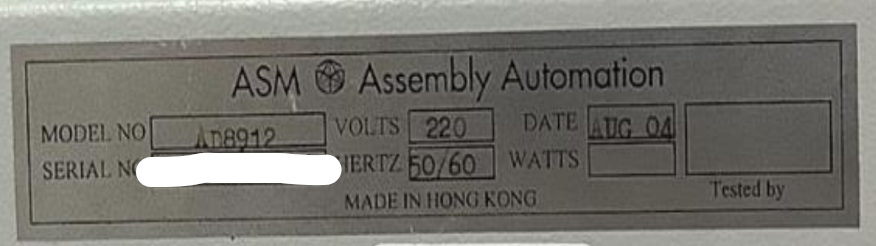 ASM Assembly Automation
MODEL NO AD8912 VOLTS 220 DATE AUG 04
SERIAL NO HERTZ 50/60 WATTS
MADE IN HONG KONG Tested by